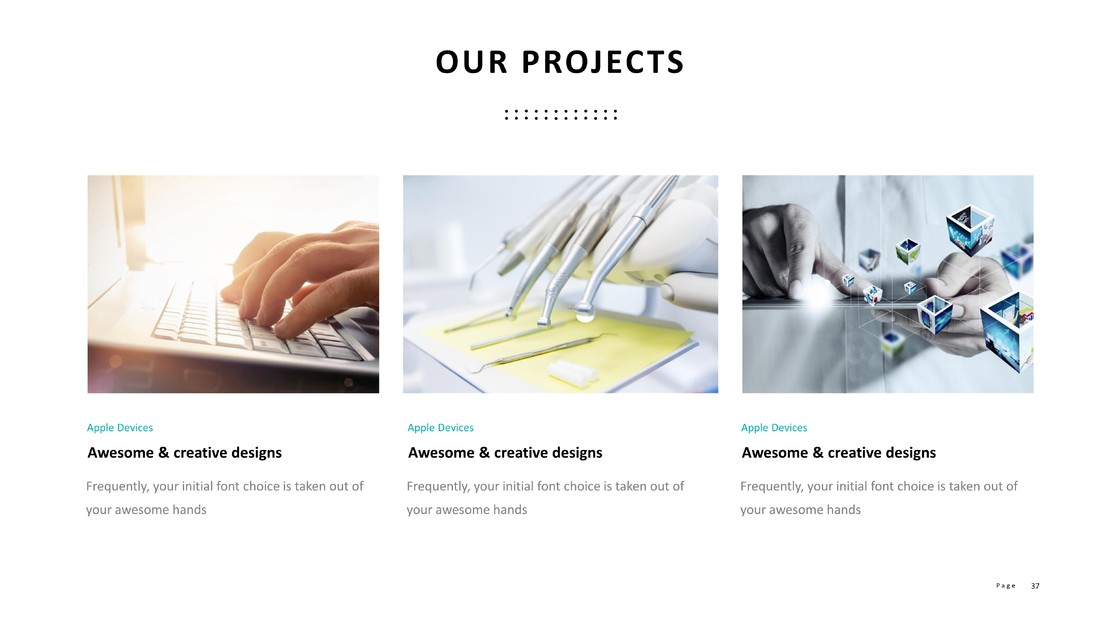 OUR PROJECTS
Apple Devices
Awesome & creative designs
Frequently, your initial font choice is taken out of
your awesome hands
Apple Devices
Awesome & creative designs
Frequently, your initial font choice is taken out of
your awesome hands
Apple Devices
Awesome & creative designs
Frequently, your initial font choice is taken out of
your awesome hands
Page 37